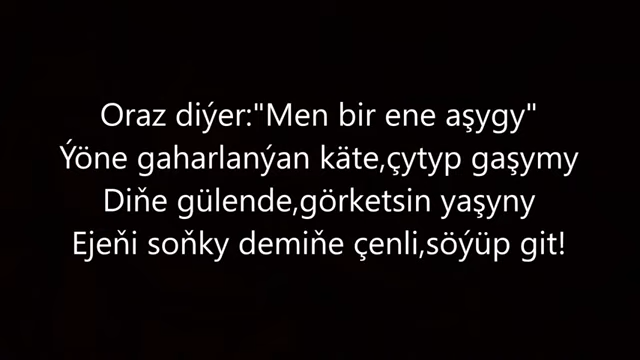 Oraz diýer:"Men bir ene aşygy"
Ýöne gaharlanýan käte,çytyp gaşymy
Diňe gülende,görketsin yaşyny
Ejeňi soňky demiňe çenli,söýüp git!